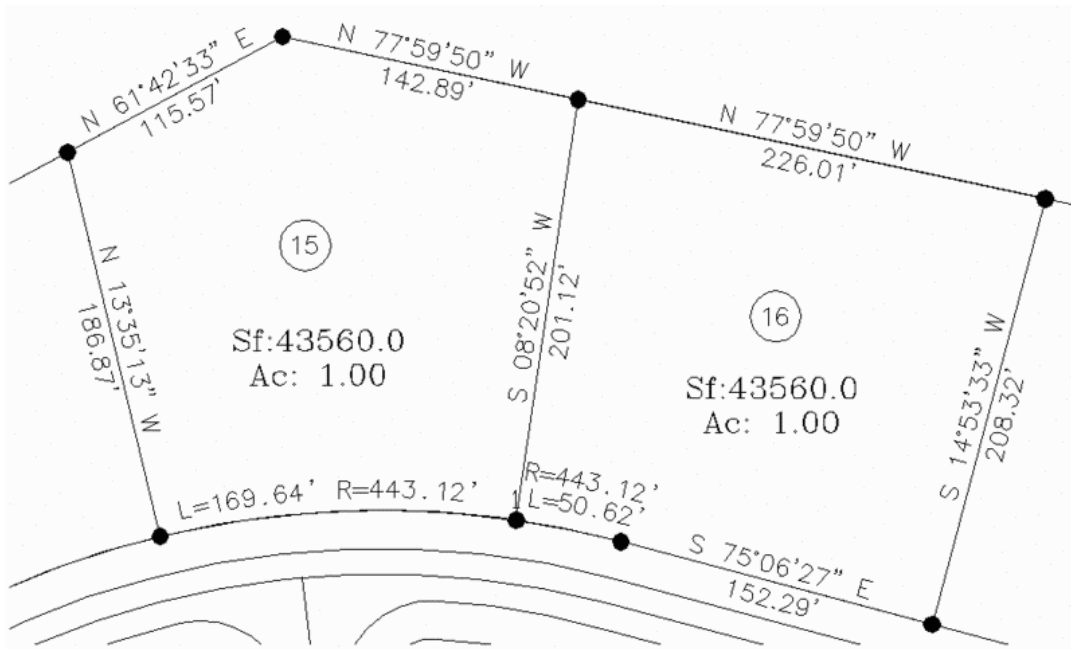 N 61°42'33" E
115.57'
N 77°59'50" W
142.89'
N 77°59'50" W
226.01'
15
N 13°35'13" W
186.87'
Sf:43560.0
Ac: 1.00
S 08°20'52" W
201.12'
16
Sf:43560.0
Ac: 1.00
S 14°53'33" W
208.32'
L=169.64' R=443.12'
1
R=443.12'
L=50.62'
S 75°06'27" E
152.29'